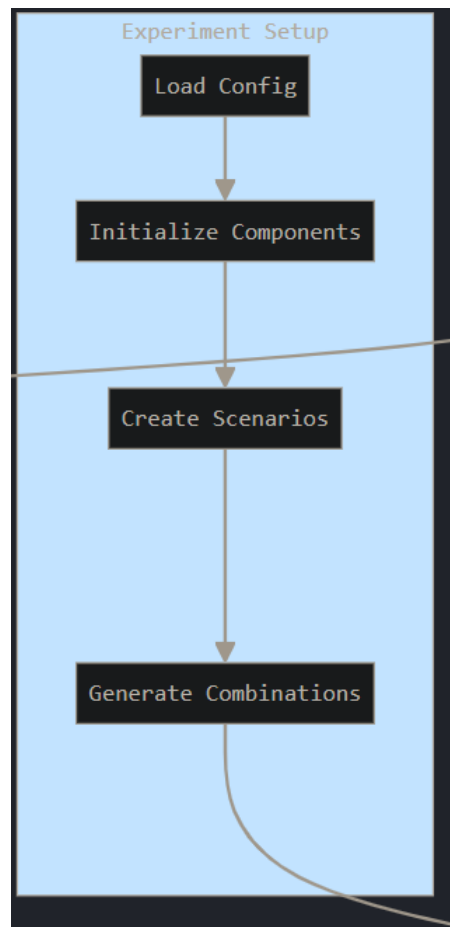 Experiment Setup
Load Config
Initialize Components
Create Scenarios
Generate Combinations